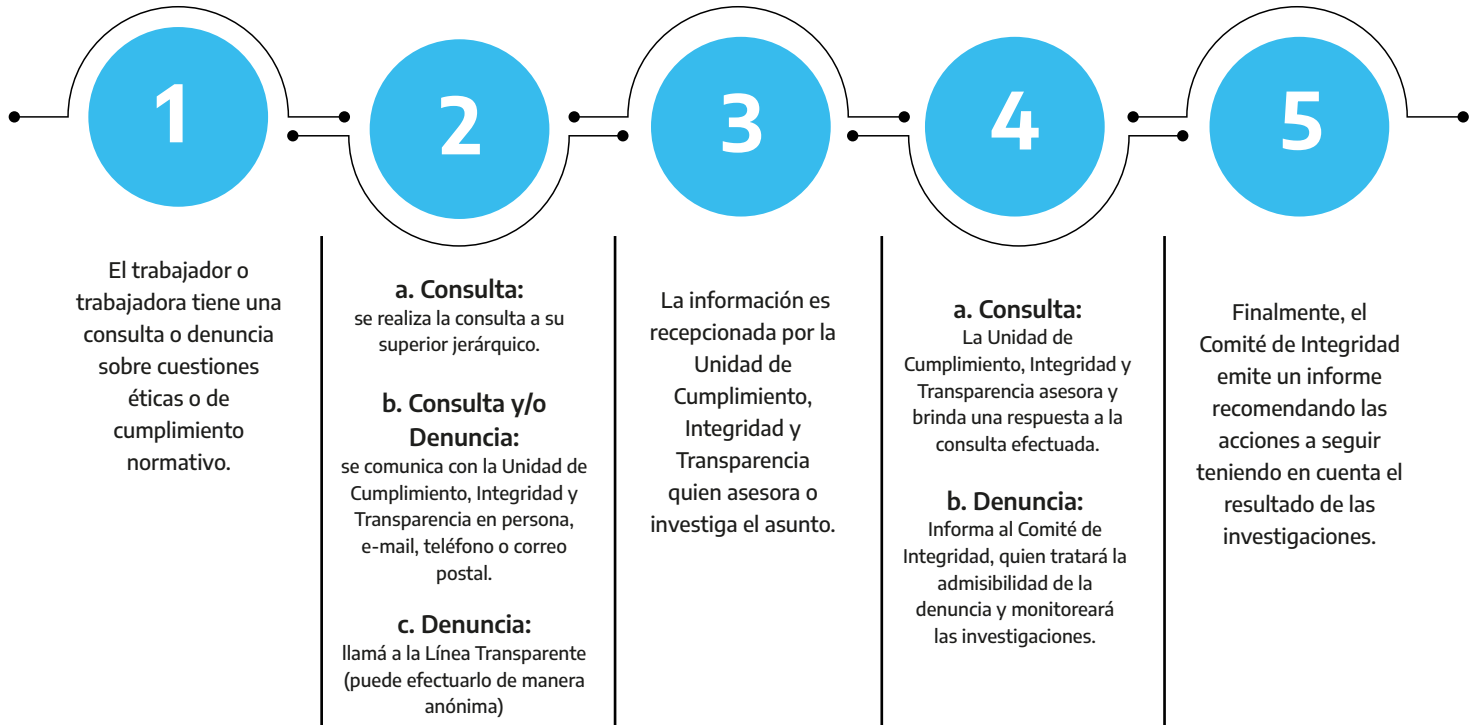 1
El trabajador o
trabajadora tiene una
consulta o denuncia
sobre cuestiones
éticas o de
cumplimiento
normativo.
2
a. Consulta:
se realiza la consulta a su
superior jerárquico.
b. Consulta y/o
Denuncia:
se comunica con la Unidad de
Cumplimiento, Integridad y
Transparencia en persona,
e-mail, teléfono o correo
postal.
c. Denuncia:
llamá a la Línea Transparente
(puede efectuarlo de manera
anónima)
3
La información es
recepcionada por la
Unidad de
Cumplimiento,
Integridad y
Transparencia
quien asesora o
investiga el asunto.
4
a. Consulta:
La Unidad de
Cumplimiento, Integridad y
Transparencia asesora y
brinda una respuesta a la
consulta efectuada.
b. Denuncia:
Informa al Comité de
Integridad, quien tratará la
admisibilidad de la
denuncia y monitoreará
las investigaciones.
5
Finalmente, el
Comité de Integridad
emite un informe
recomendando las
acciones a seguir
teniendo en cuenta el
resultado de las
investigaciones.